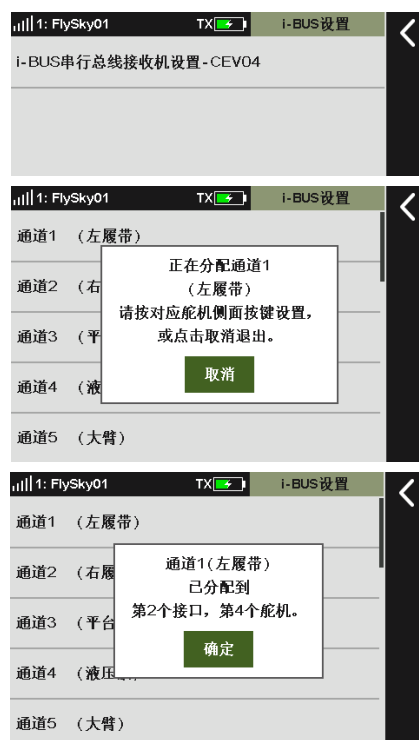 1: FlySky01 TX i-BUS设置
i-BUS串行总线接收机设置-CEV04
1: FlySky01 TX i-BUS设置
通道1 （左履带）
通道2 （右
通道3 （平
通道4 （液
通道5 （大臂）
正在分配通道1
（左履带）
请按对应舵机侧面按键设置，
或点击取消退出。
取消
1: FlySky01 TX i-BUS设置
通道1 （左履带）
通道2 （右履
通道3 （平台
通道4 （液压
通道5 （大臂）
通道1(左履带)
已分配到
第2个接口，第4个舵机。
确定